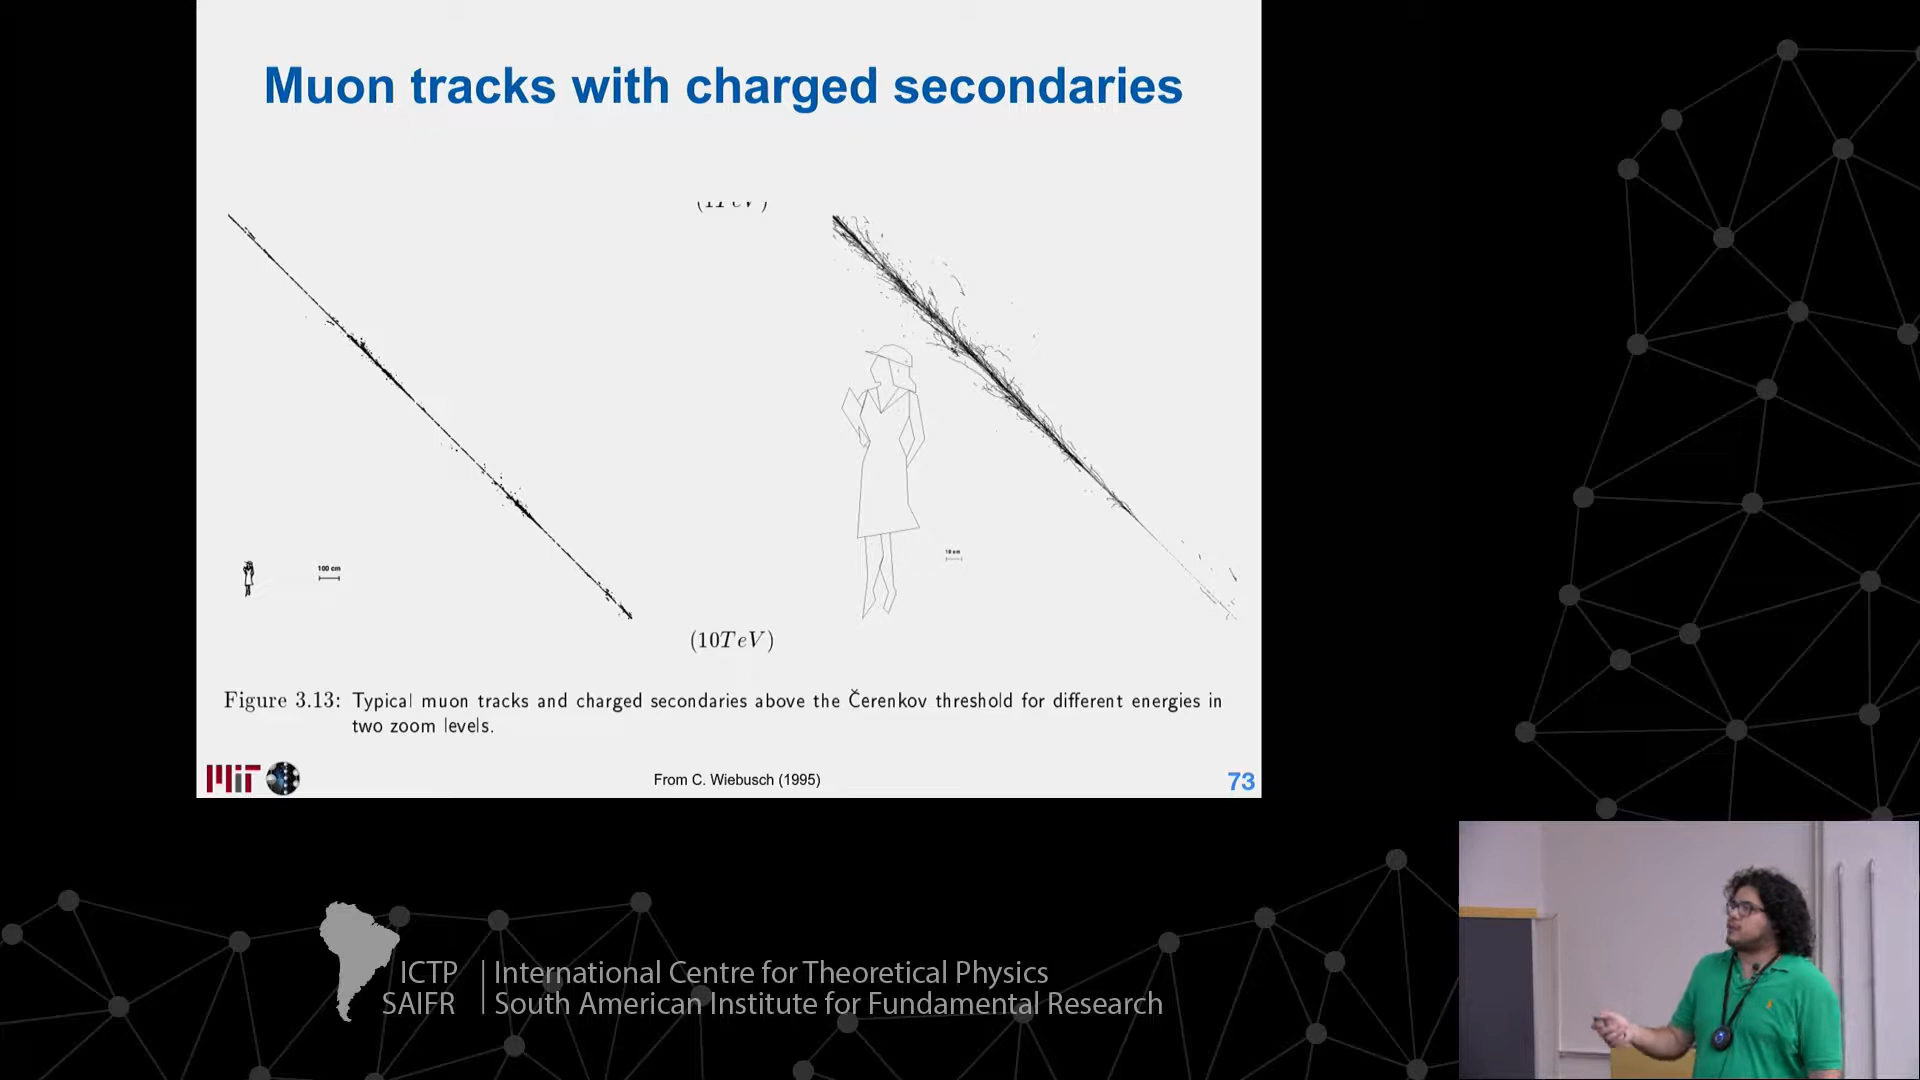 Muon tracks with charged secondaries
100 cm
10 cm
(10TeV)
Figure 3.13: Typical muon tracks and charged secondaries above the Čerenkov threshold for different energies in
two zoom levels.
MIT
From C. Wiebusch (1995)
73
ICTP | International Centre for Theoretical Physics
SAIFR | South American Institute for Fundamental Research